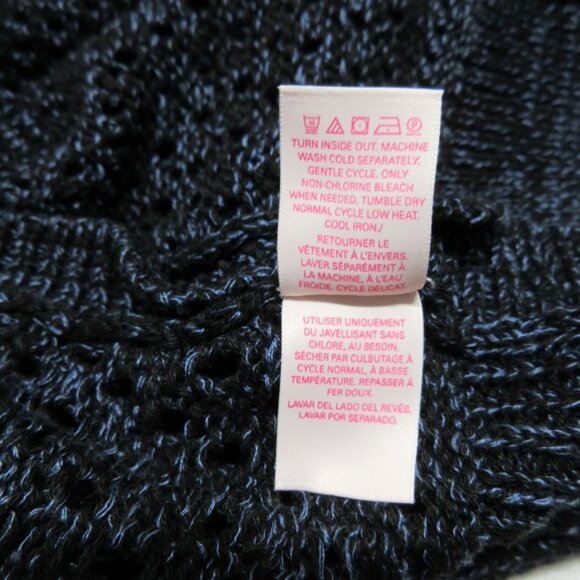 TURN INSIDE OUT. MACHINE
WASH COLD SEPARATELY.
GENTLE CYCLE. ONLY
NON-CHLORINE BLEACH
WHEN NEEDED. TUMBLE DRY
NORMAL CYCLE LOW HEAT.
COOL IRON./
RETOURNER LE
VÊTEMENT À L'ENVERS.
LAVER SÉPARÉMENT À
LA MACHINE, À L'EAU
FROIDE. CYCLE DÉLICAT.
UTILISER UNIQUEMENT
DU JAVELLISANT SANS
CHLORE, AU BESOIN.
SÉCHER PAR CULBUTAGE À
CYCLE NORMAL, À BASSE
TEMPÉRATURE. REPASSER À
FER DOUX.
LAVAR DEL LADO DEL REVÉS.
LAVAR POR SEPARADO.